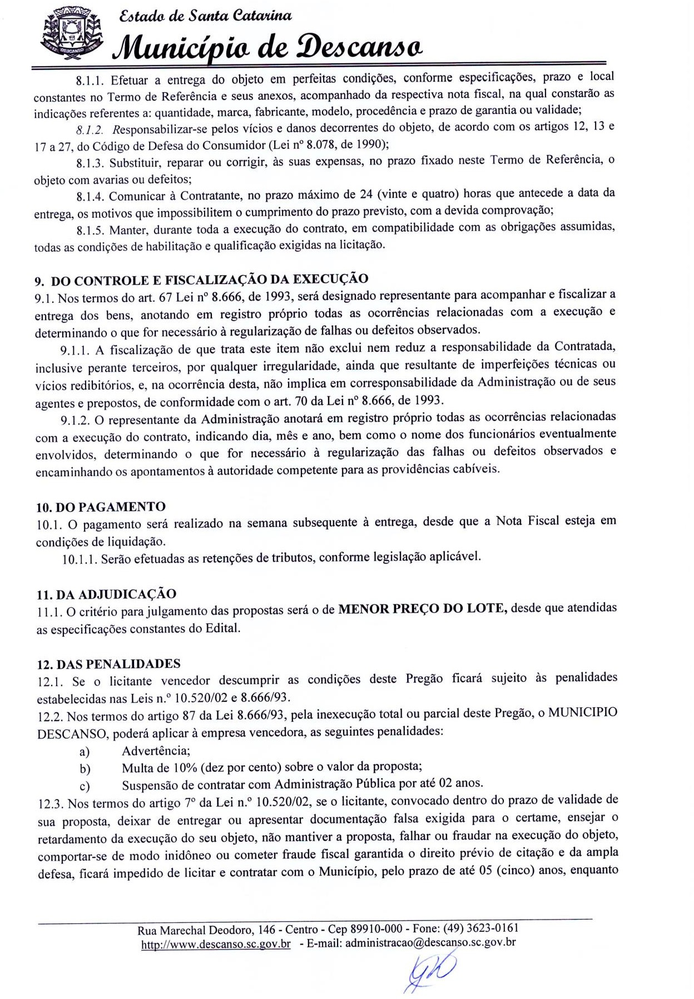 Estado de Santa Catarina
Município de Descanso
DESCANSO
8.1.1. Efetuar a entrega do objeto em perfeitas condições, conforme especificações, prazo e local
constantes no Termo de Referência e seus anexos, acompanhado da respectiva nota fiscal, na qual constarão as
indicações referentes a: quantidade, marca, fabricante, modelo, procedência e prazo de garantia ou validade;
8.1.2. Responsabilizar-se pelos vícios e danos decorrentes do objeto, de acordo com os artigos 12, 13 e
17 a 27, do Código de Defesa do Consumidor (Lei nº 8.078, de 1990);
8.1.3. Substituir, reparar ou corrigir, às suas expensas, no prazo fixado neste Termo de Referência, o
objeto com avarias ou defeitos;
8.1.4. Comunicar à Contratante, no prazo máximo de 24 (vinte e quatro) horas que antecede a data da
entrega, os motivos que impossibilitem o cumprimento do prazo previsto, com a devida comprovação;
8.1.5. Manter, durante toda a execução do contrato, em compatibilidade com as obrigações assumidas,
todas as condições de habilitação e qualificação exigidas na licitação.
9. DO CONTROLE E FISCALIZAÇÃO DA EXECUÇÃO
9.1. Nos termos do art. 67 Lei nº 8.666, de 1993, será designado representante para acompanhar e fiscalizar a
entrega dos bens, anotando em registro próprio todas as ocorrências relacionadas com a execução e
determinando o que for necessário à regularização de falhas ou defeitos observados.
9.1.1. A fiscalização de que trata este item não exclui nem reduz a responsabilidade da Contratada,
inclusive perante terceiros, por qualquer irregularidade, ainda que resultante de imperfeições técnicas ou
vícios redibitórios, e, na ocorrência desta, não implica em corresponsabilidade da Administração ou de seus
agentes e prepostos, de conformidade com o art. 70 da Lei nº 8.666, de 1993.
9.1.2. O representante da Administração anotará em registro próprio todas as ocorrências relacionadas
com a execução do contrato, indicando dia, mês e ano, bem como o nome dos funcionários eventualmente
envolvidos, determinando o que for necessário à regularização das falhas ou defeitos observados e
encaminhando os apontamentos à autoridade competente para as providências cabíveis.
10. DO PAGAMENTO
10.1. O pagamento será realizado na semana subsequente à entrega, desde que a Nota Fiscal esteja em
condições de liquidação.
10.1.1. Serão efetuadas as retenções de tributos, conforme legislação aplicável.
11. DA ADJUDICAÇÃO
11.1. O critério para julgamento das propostas será o de MENOR PREÇO DO LOTE, desde que atendidas
as especificações constantes do Edital.
12. DAS PENALIDADES
12.1. Se o licitante vencedor descumprir as condições deste Pregão ficará sujeito às penalidades
estabelecidas nas Leis n.º 10.520/02 e 8.666/93.
12.2. Nos termos do artigo 87 da Lei 8.666/93, pela inexecução total ou parcial deste Pregão, o MUNICIPIO
DESCANSO, poderá aplicar à empresa vencedora, as seguintes penalidades:
a) Advertência;
b) Multa de 10% (dez por cento) sobre o valor da proposta;
c) Suspensão de contratar com Administração Pública por até 02 anos.
12.3. Nos termos do artigo 7º da Lei n.º 10.520/02, se o licitante, convocado dentro do prazo de validade de
sua proposta, deixar de entregar ou apresentar documentação falsa exigida para o certame, ensejar o
retardamento da execução do seu objeto, não mantiver a proposta, falhar ou fraudar na execução do objeto,
comportar-se de modo inidôneo ou cometer fraude fiscal garantida o direito prévio de citação e da ampla
defesa, ficará impedido de licitar e contratar com o Município, pelo prazo de até 05 (cinco) anos, enquanto
Rua Marechal Deodoro, 146 - Centro - Cep 89910-000 - Fone: (49) 3623-0161
http://www.descanso.sc.gov.br - E-mail: administracao@descanso.sc.gov.br